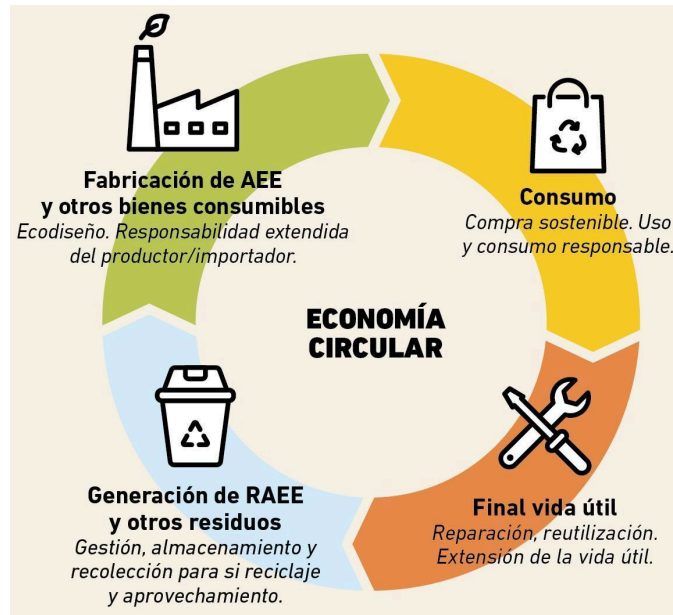 Fabricación de AEE
y otros bienes consumibles
Ecodiseño. Responsabilidad extendida
del productor/importador.
Consumo
Compra sostenible. Uso
y consumo responsable.
ECONOMÍA
CIRCULAR
Generación de RAEE
y otros residuos
Gestión, almacenamiento y
recolección para si reciclaje
y aprovechamiento.
Final vida útil
Reparación, reutilización.
Extensión de la vida útil.